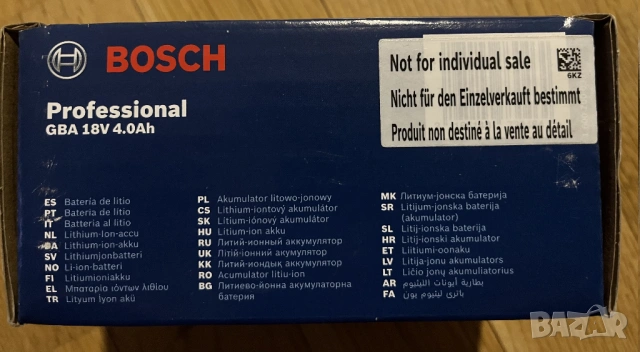 BOSCH
Professional
GBA 18V 4.0Ah
Not for individual sale
6KZ
Nicht für den Einzelverkauft bestimmt
Produit non destiné à la vente au détail
ES Batería de litio
PT Bateria de lítio
IT Batteria al litio
NL Lithium-ion-accu
DA Lithium-ion-akku
SV Lithiumjonbatteri
NO Li-ion-batteri
FI Litiumioniakku
EL Μπαταρία ιόντων λιθίου
TR Lityum iyon akü
PL Akumulator litowo-jonowy
CS Lithium-iontový akumulátor
SK Lítium-iónový akumulátor
HU Lítium-ion akku
RU Литий-ионный аккумулятор
UK Літій-іонний акумулятор
KK Литий-иондық аккумулятор
RO Acumulator litiu-ion
BG Литиево-йонна акумулаторна
батерия
MK Литиум-јонска батерија
SR Litijum-jonska baterija
(akumulator)
SL Litij-ionska baterija
HR Litij-ionski akumulator
ET Liitiumi-oonaku
LV Litija-jonu akumulators
LT Ličio jonų akumuliatorius
AR بطارية أيونات الليثيوم
FA باتری لیتیوم یون
BAZAR